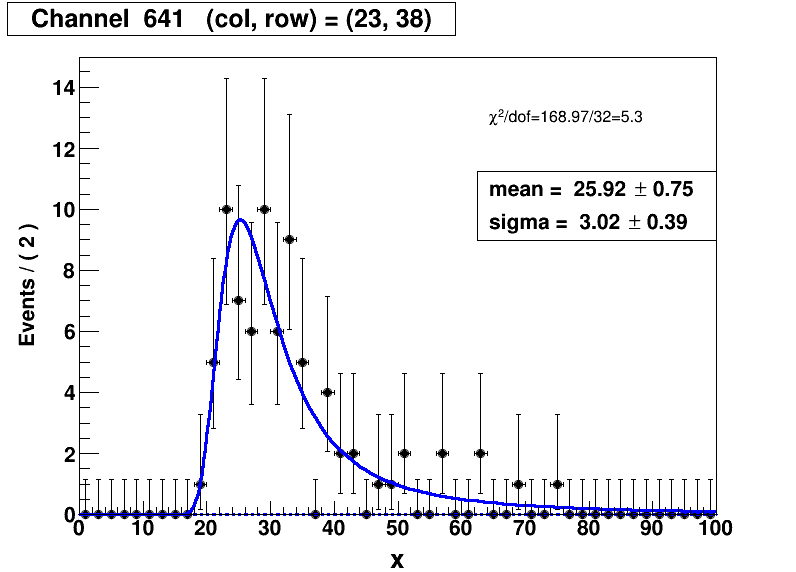 Channel  641   (col, row) = (23, 38)
χ²/dof=168.97/32=5.3
mean =  25.92 ± 0.75
sigma =  3.02 ± 0.39
Events / ( 2 )
14
12
10
8
6
4
2
0
0 10 20 30 40 50 60 70 80 90 100
x